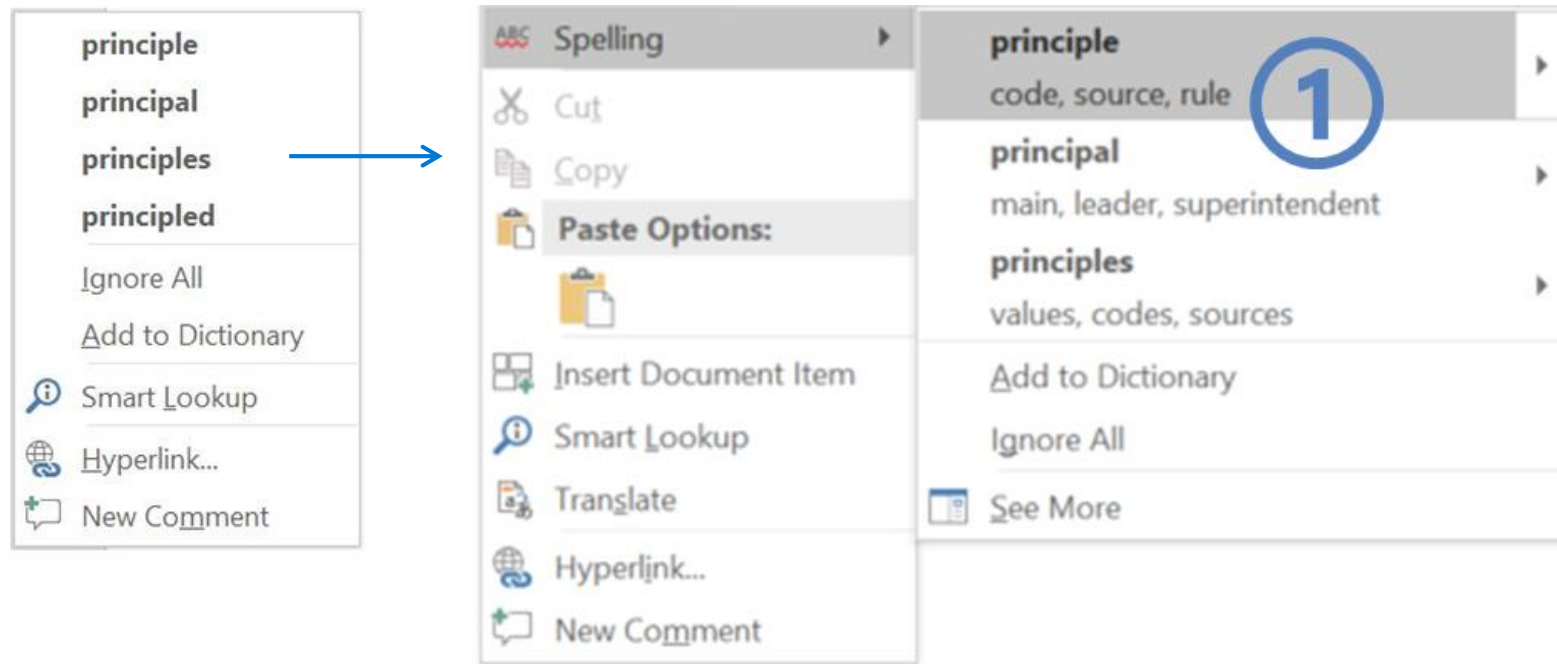 principle
principal
principles
principled
Ignore All
Add to Dictionary
Smart Lookup
Hyperlink...
New Comment
ABC Spelling
Cut
Copy
Paste Options:
Insert Document Item
Smart Lookup
Translate
Hyperlink...
New Comment
principle
code, source, rule
1
principal
main, leader, superintendent
principles
values, codes, sources
Add to Dictionary
Ignore All
See More